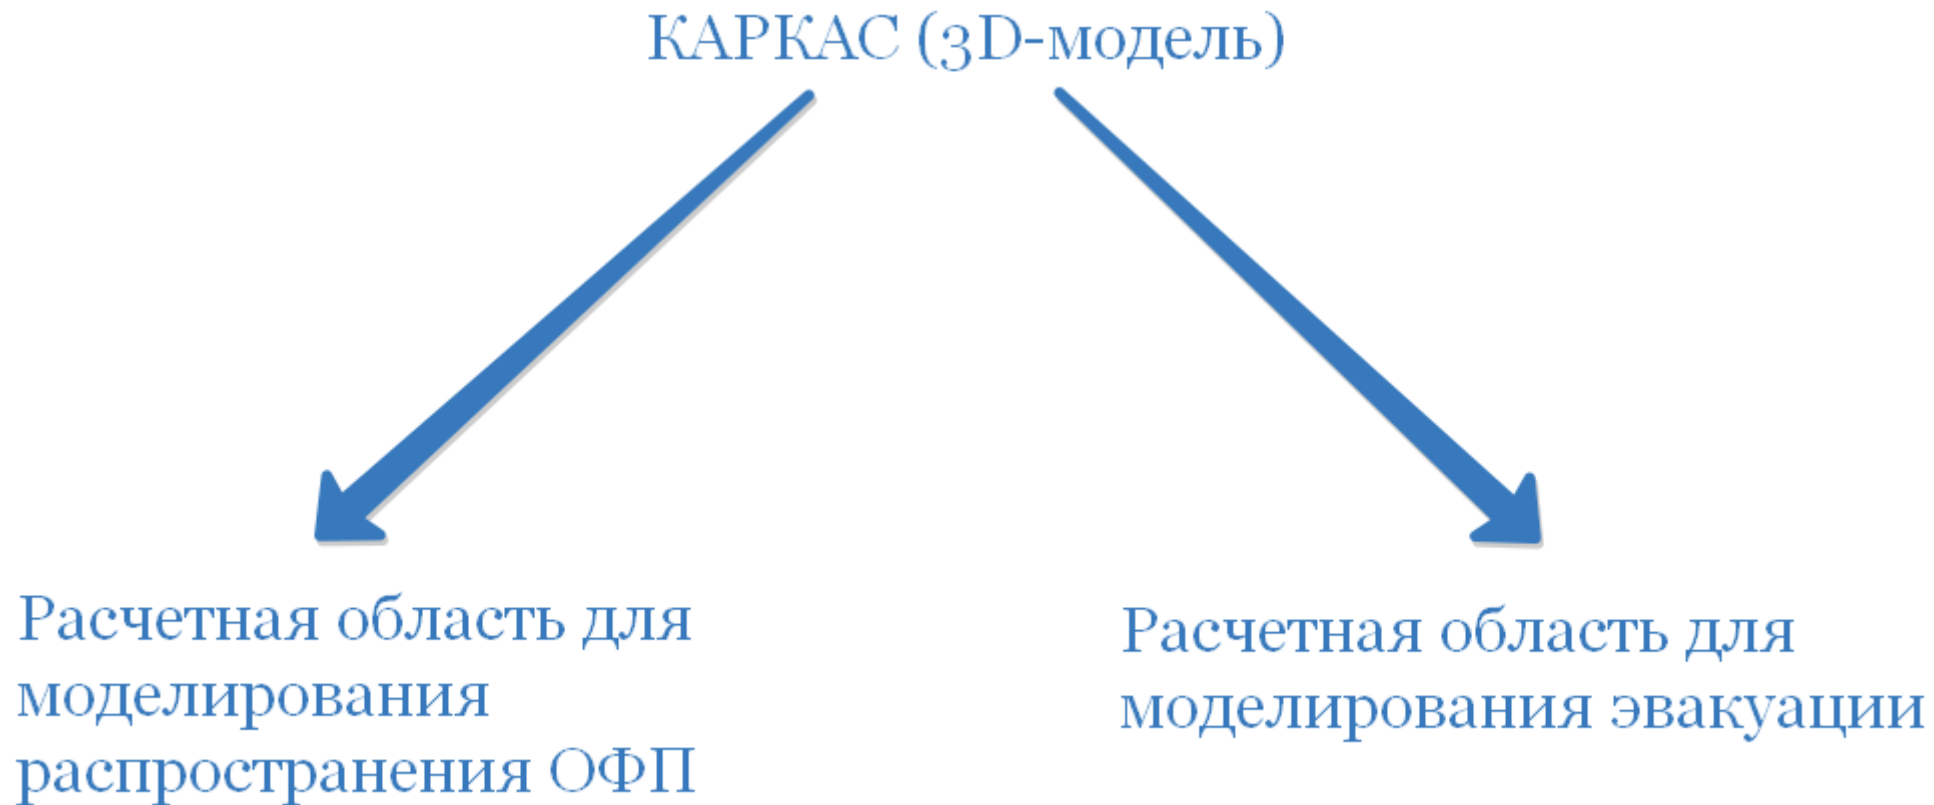 КАРКАС (3D-модель)
Расчетная область для
моделирования
распространения ОФП
Расчетная область для
моделирования эвакуации